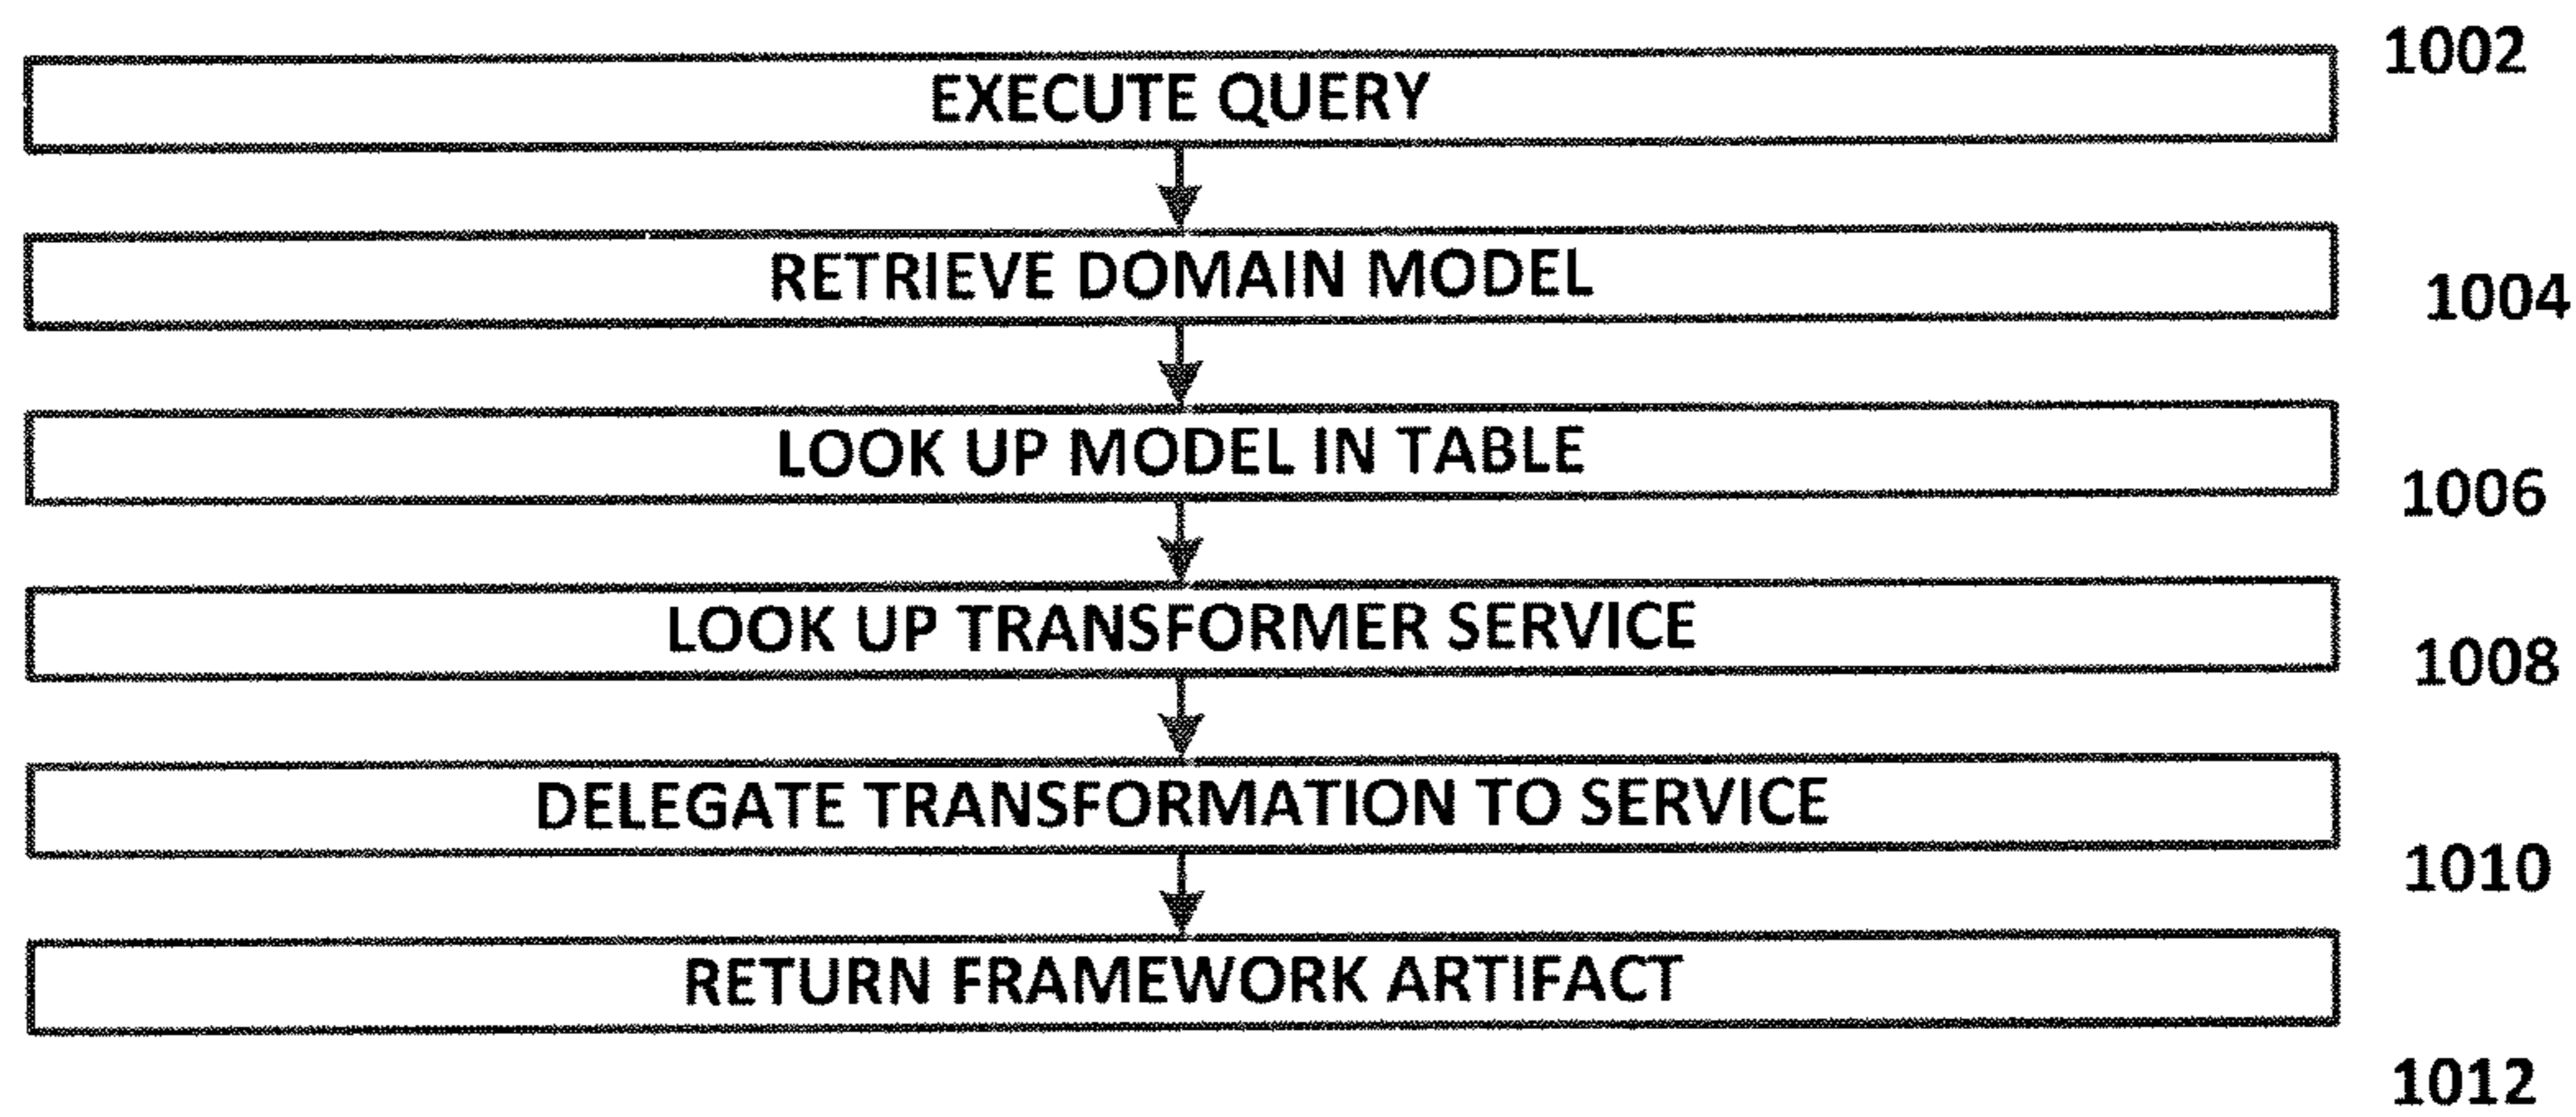 EXECUTE QUERY
1002
RETRIEVE DOMAIN MODEL
1004
LOOK UP MODEL IN TABLE
1006
LOOK UP TRANSFORMER SERVICE
1008
DELEGATE TRANSFORMATION TO SERVICE
1010
RETURN FRAMEWORK ARTIFACT
1012